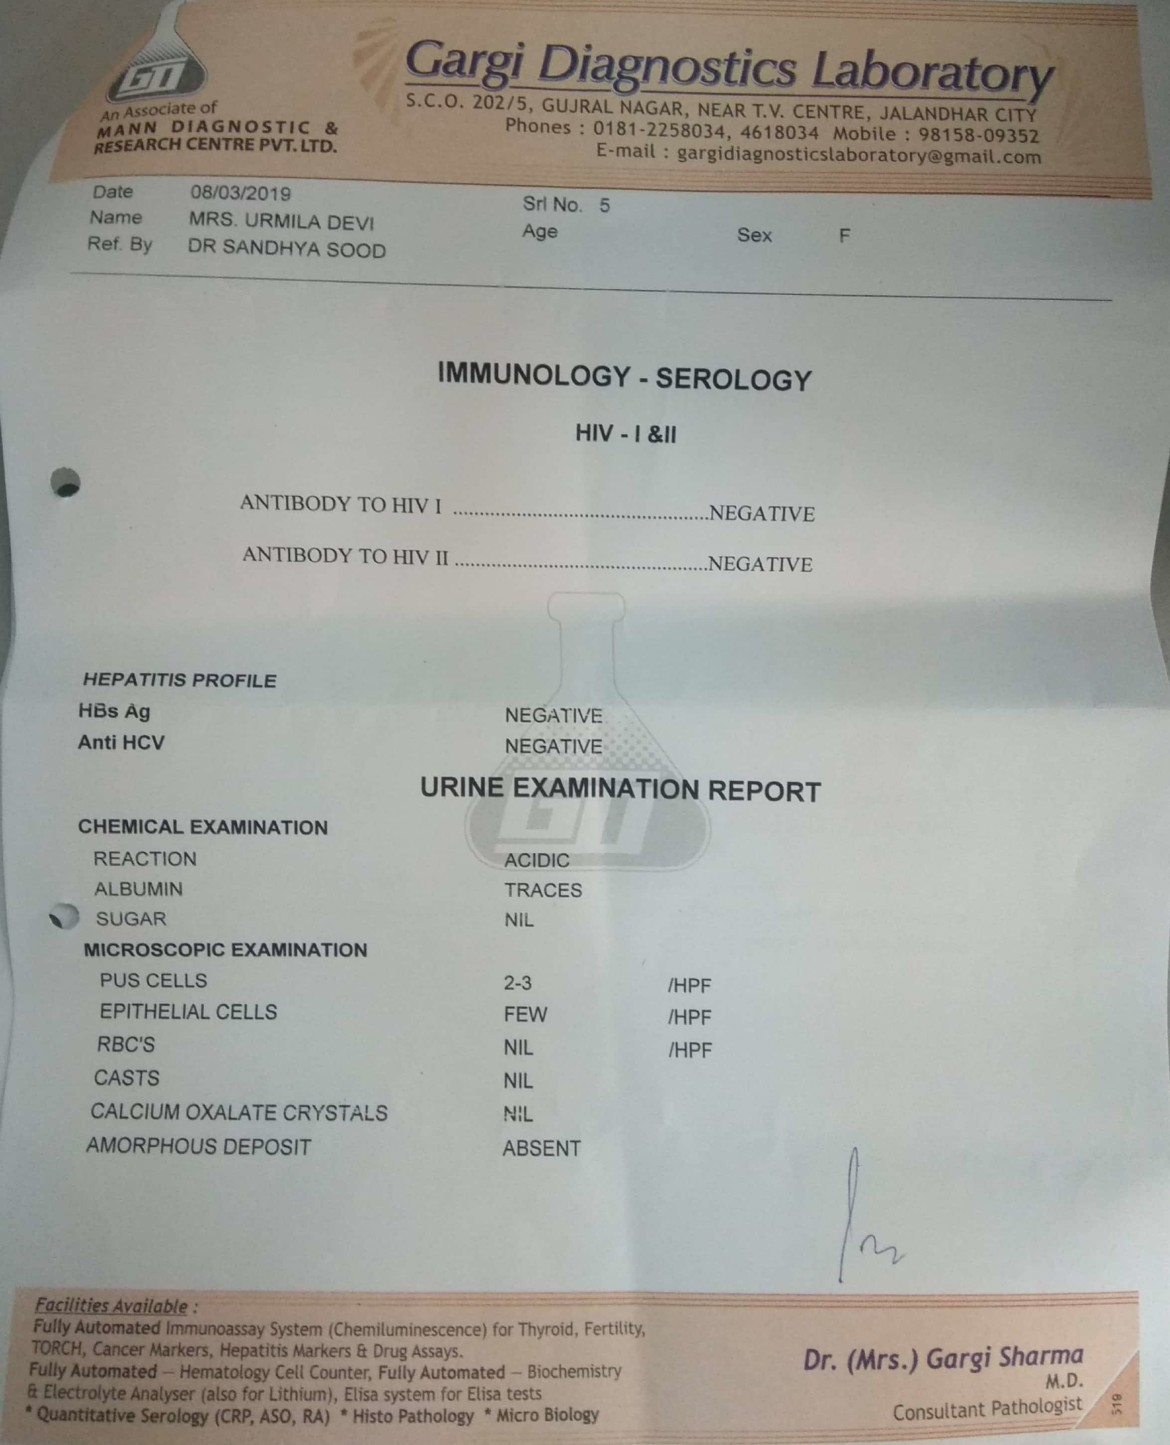 Gargi Diagnostics Laboratory
S.C.O. 202/5, GUJRAL NAGAR, NEAR T.V. CENTRE, JALANDHAR CITY
Phones : 0181-2258034, 4618034 Mobile : 98158-09352
E-mail : gargidiagnosticslaboratory@gmail.com
GD
An Associate of
MANN DIAGNOSTIC &
RESEARCH CENTRE PVT. LTD.
Date 08/03/2019 Srl No. 5
Name MRS. URMILA DEVI Age Sex F
Ref. By DR SANDHYA SOOD
IMMUNOLOGY - SEROLOGY
HIV - I &II
ANTIBODY TO HIV I ............................................NEGATIVE
ANTIBODY TO HIV II ............................................NEGATIVE
HEPATITIS PROFILE
HBs Ag NEGATIVE
Anti HCV NEGATIVE
GD
URINE EXAMINATION REPORT
CHEMICAL EXAMINATION
REACTION ACIDIC
ALBUMIN TRACES
SUGAR NIL
MICROSCOPIC EXAMINATION
PUS CELLS 2-3 /HPF
EPITHELIAL CELLS FEW /HPF
RBC'S NIL /HPF
CASTS NIL
CALCIUM OXALATE CRYSTALS NIL
AMORPHOUS DEPOSIT ABSENT
Facilities Available :
Fully Automated Immunoassay System (Chemiluminescence) for Thyroid, Fertility,
TORCH, Cancer Markers, Hepatitis Markers & Drug Assays.
Fully Automated – Hematology Cell Counter, Fully Automated – Biochemistry
& Electrolyte Analyser (also for Lithium), Elisa system for Elisa tests
* Quantitative Serology (CRP, ASO, RA) * Histo Pathology * Micro Biology
Dr. (Mrs.) Gargi Sharma
M.D.
Consultant Pathologist
519